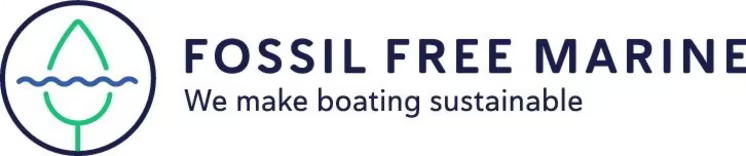 FOSSIL FREE MARINE
We make boating sustainable